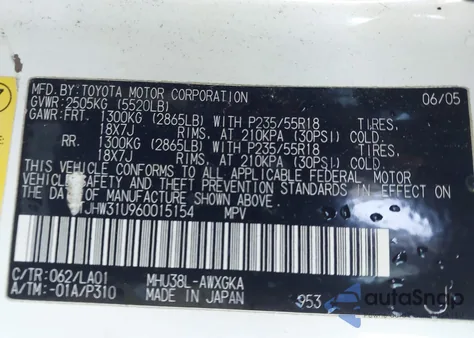 MFD. BY: TOYOTA MOTOR CORPORATION 06/05
GVWR: 2505KG (5520LB)
GAWR: FRT. 1300KG (2865LB) WITH P235/55R18 TIRES,
18X7J RIMS, AT 210KPA (30PSI) COLD.
RR. 1300KG (2865LB) WITH P235/55R18 TIRES,
18X7J RIMS, AT 210KPA (30PSI) COLD.
THIS VEHICLE CONFORMS TO ALL APPLICABLE FEDERAL MOTOR
VEHICLE SAFETY AND THEFT PREVENTION STANDARDS IN EFFECT ON
THE DATE OF MANUFACTURE SHOWN ABOVE.
JHW31U960015154 MPV
C/TR: 062/LA01 MHU38L-AWXGKA
A/TM: -01A/P310 MADE IN JAPAN 953
autoSnap